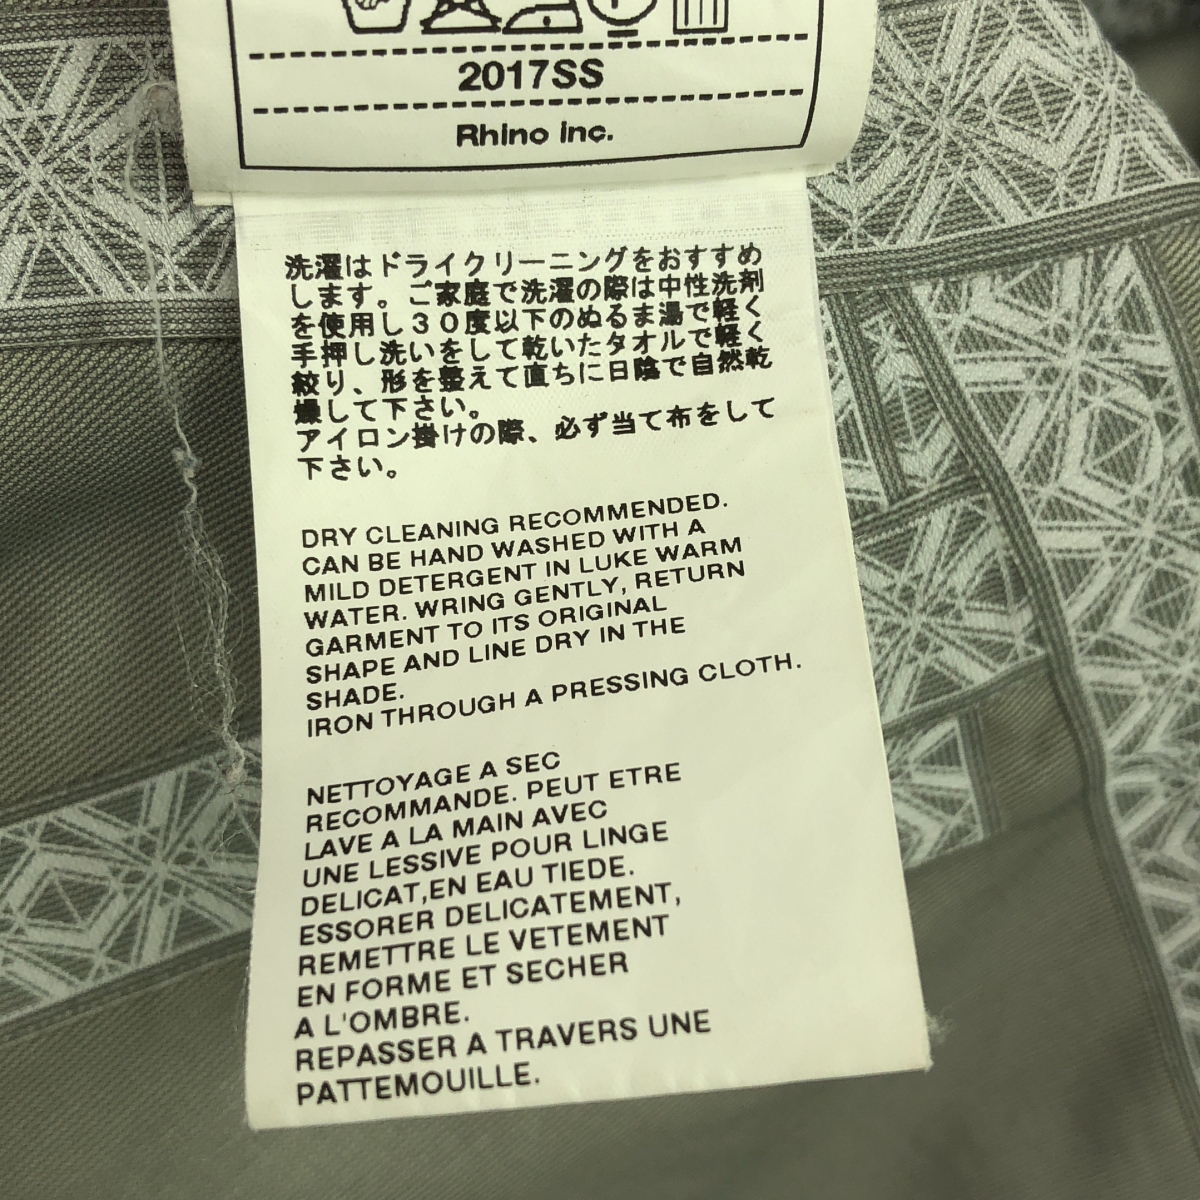 2017SS
Rhino inc.
洗濯はドライクリーニングをおすすめ
します。ご家庭で洗濯の際は中性洗剤
を使用し３０度以下のぬるま湯で軽く
手押し洗いをして乾いたタオルで軽く
絞り、形を整えて直ちに日陰で自然乾
燥して下さい。
アイロン掛けの際、必ず当て布をして
下さい。
DRY CLEANING RECOMMENDED.
CAN BE HAND WASHED WITH A
MILD DETERGENT IN LUKE WARM
WATER. WRING GENTLY, RETURN
GARMENT TO ITS ORIGINAL
SHAPE AND LINE DRY IN THE
SHADE.
IRON THROUGH A PRESSING CLOTH.
NETTOYAGE A SEC
RECOMMANDE. PEUT ETRE
LAVE A LA MAIN AVEC
UNE LESSIVE POUR LINGE
DELICAT,EN EAU TIEDE.
ESSORER DELICATEMENT,
REMETTRE LE VETEMENT
EN FORME ET SECHER
A L'OMBRE.
REPASSER A TRAVERS UNE
PATTEMOUILLE.